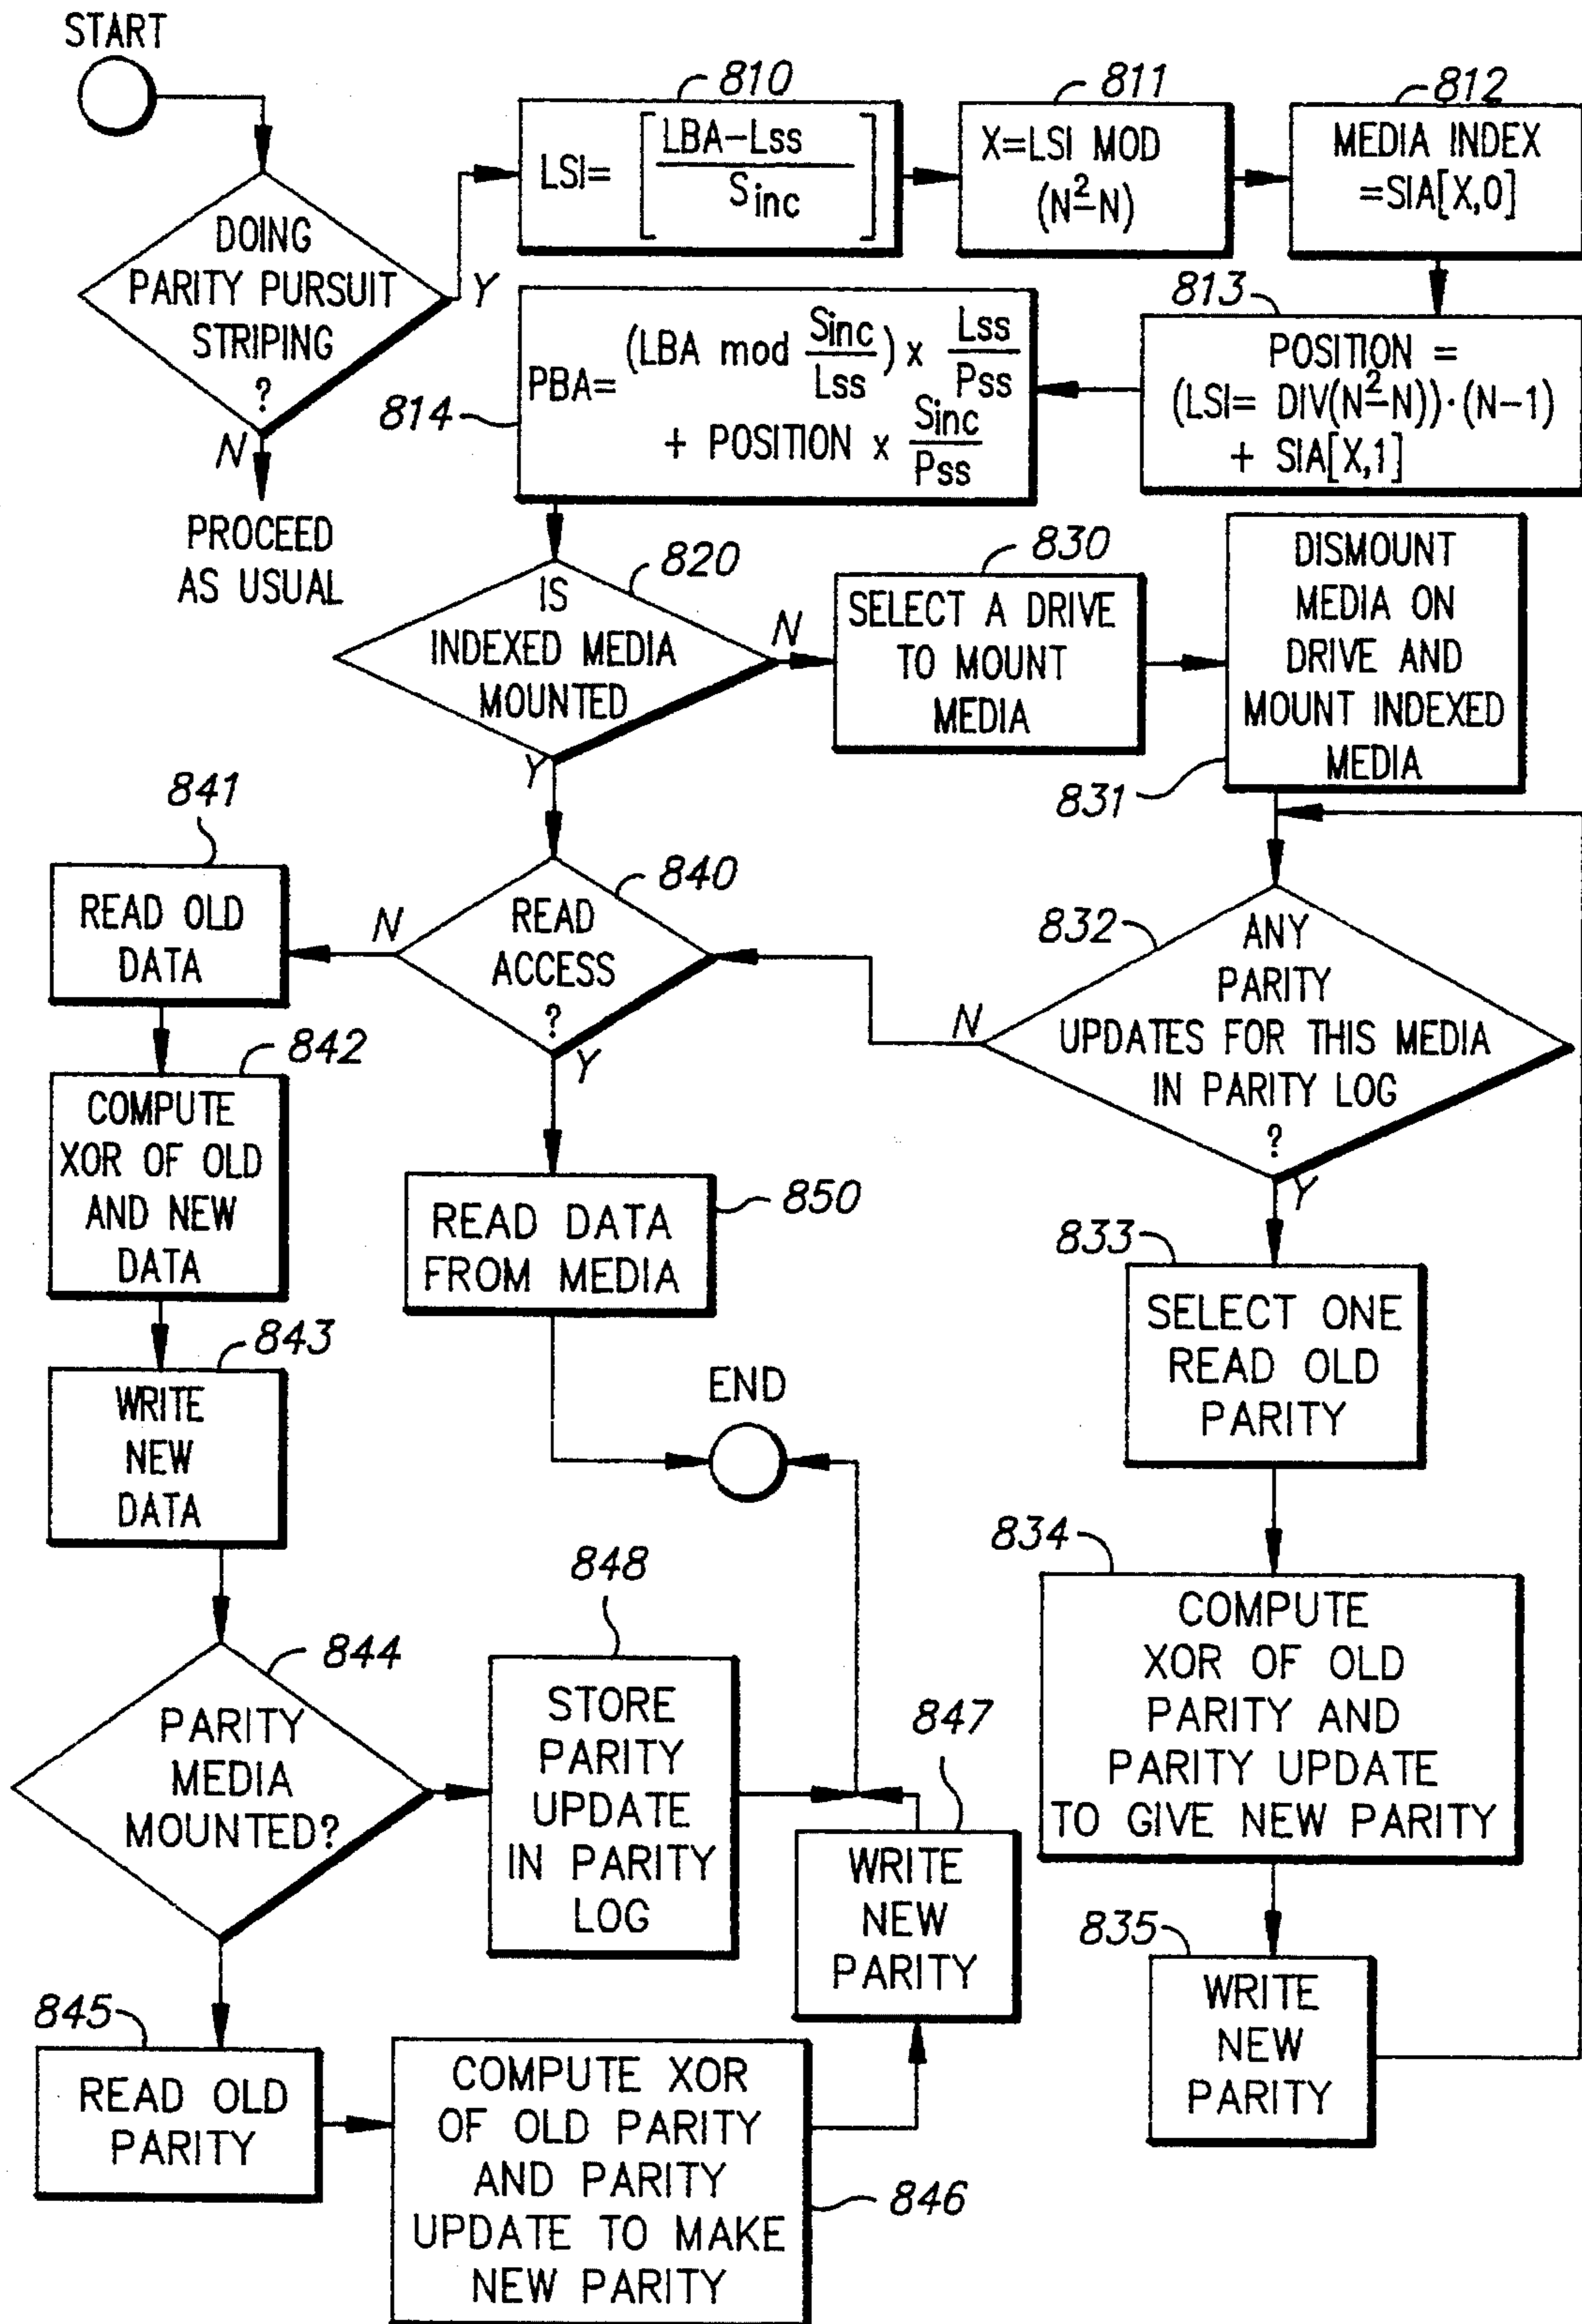 START
DOING
PARITY PURSUIT
STRIPING
?
Y
N
PROCEED
AS USUAL
810
LSI= [ LBA-Lss / Sinc ]
811
X=LSI MOD
(N²-N)
812
MEDIA INDEX
=SIA[X,0]
813
POSITION =
(LSI= DIV(N²-N))·(N-1)
+ SIA[X,1]
814
PBA= (LBA mod Sinc/Lss) x Lss/Pss
+ POSITION x Sinc/Pss
820
IS
INDEXED MEDIA
MOUNTED
N
Y
830
SELECT A DRIVE
TO MOUNT
MEDIA
831
DISMOUNT
MEDIA ON
DRIVE AND
MOUNT INDEXED
MEDIA
832
ANY
PARITY
UPDATES FOR THIS MEDIA
IN PARITY LOG
?
N
Y
833
SELECT ONE
READ OLD
PARITY
834
COMPUTE
XOR OF OLD
PARITY AND
PARITY UPDATE
TO GIVE NEW PARITY
835
WRITE
NEW
PARITY
840
READ
ACCESS
?
N
Y
850
READ DATA
FROM MEDIA
END
841
READ OLD
DATA
842
COMPUTE
XOR OF OLD
AND NEW
DATA
843
WRITE
NEW
DATA
844
PARITY
MEDIA
MOUNTED?
848
STORE
PARITY
UPDATE
IN PARITY
LOG
845
READ OLD
PARITY
846
COMPUTE XOR
OF OLD PARITY
AND PARITY
UPDATE TO MAKE
NEW PARITY
847
WRITE
NEW
PARITY